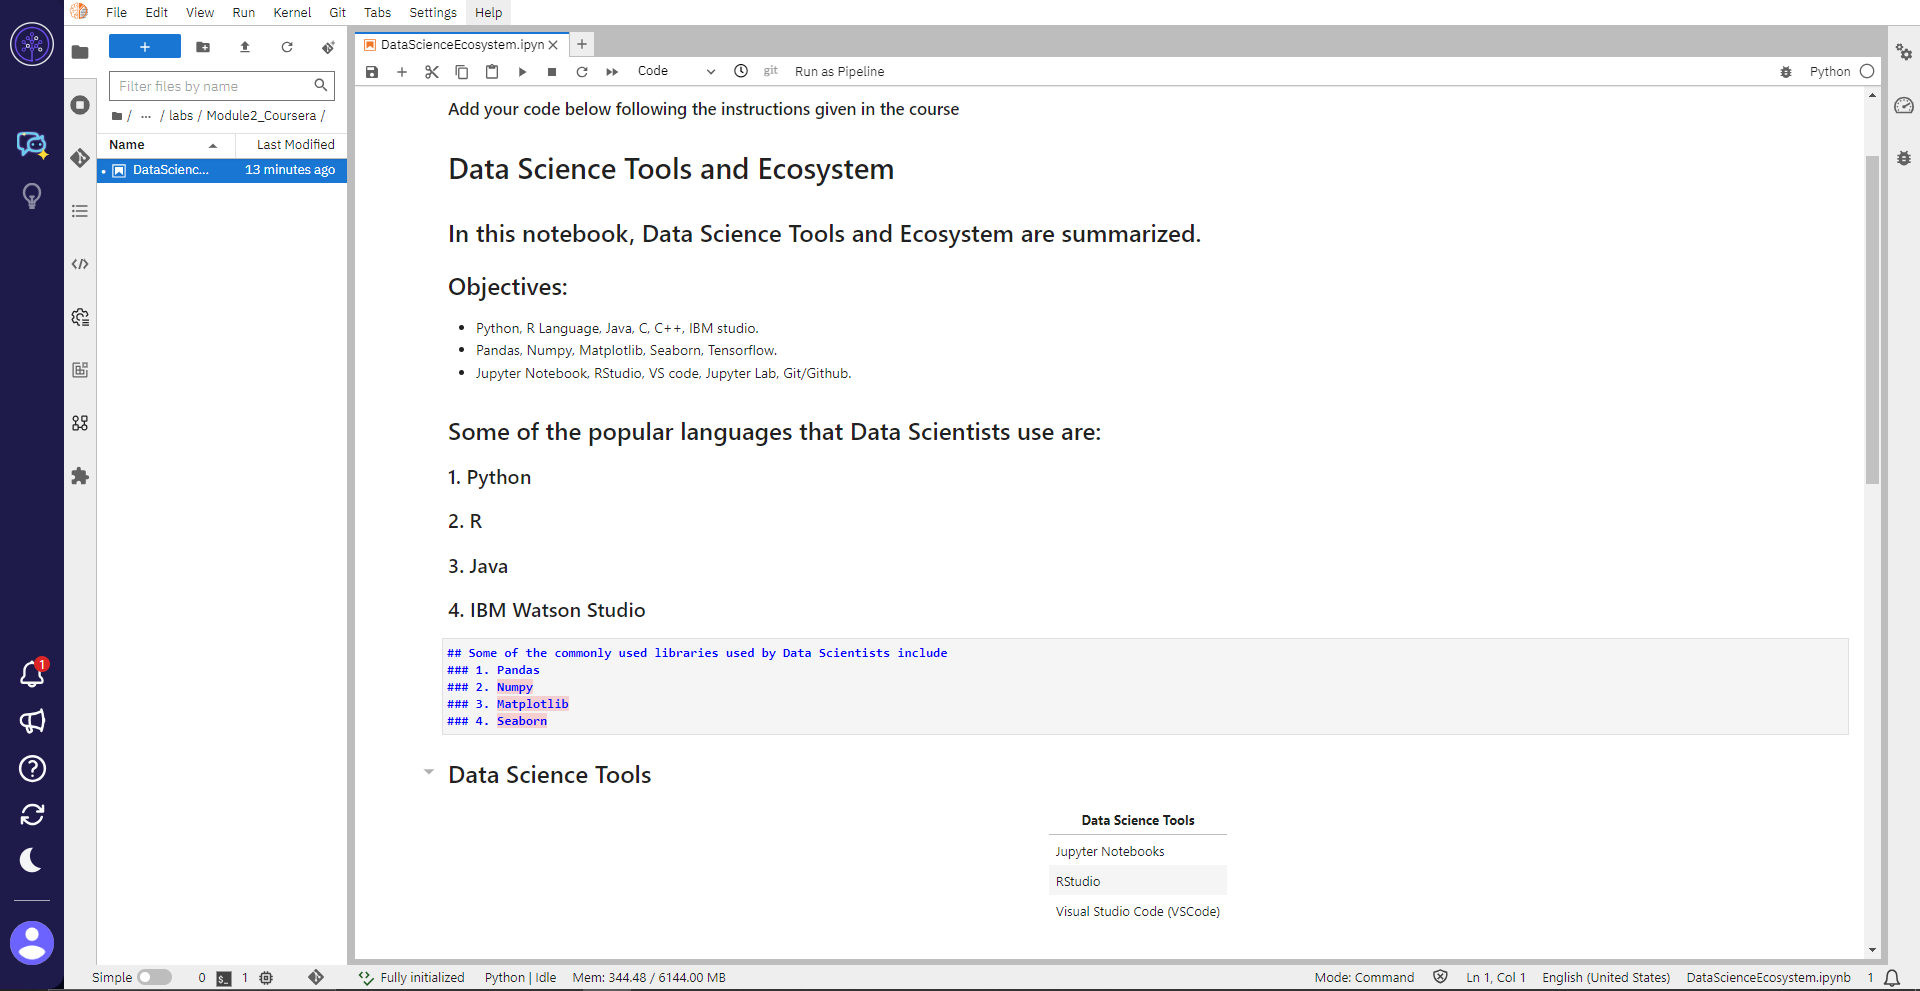 File Edit View Run Kernel Git Tabs Settings Help
+
Filter files by name
/ ... / labs / Module2_Coursera /
Name Last Modified
DataScienc... 13 minutes ago
DataScienceEcosystem.ipyn
Code git Run as Pipeline Python
Add your code below following the instructions given in the course
Data Science Tools and Ecosystem
In this notebook, Data Science Tools and Ecosystem are summarized.
Objectives:
• Python, R Language, Java, C, C++, IBM studio.
• Pandas, Numpy, Matplotlib, Seaborn, Tensorflow.
• Jupyter Notebook, RStudio, VS code, Jupyter Lab, Git/Github.
Some of the popular languages that Data Scientists use are:
1. Python
2. R
3. Java
4. IBM Watson Studio
## Some of the commonly used libraries used by Data Scientists include
### 1. Pandas
### 2. Numpy
### 3. Matplotlib
### 4. Seaborn
Data Science Tools
Data Science Tools
Jupyter Notebooks
RStudio
Visual Studio Code (VSCode)
1
Simple 0 $_ 1 Fully initialized Python | Idle Mem: 344.48 / 6144.00 MB Mode: Command Ln 1, Col 1 English (United States) DataScienceEcosystem.ipynb 1